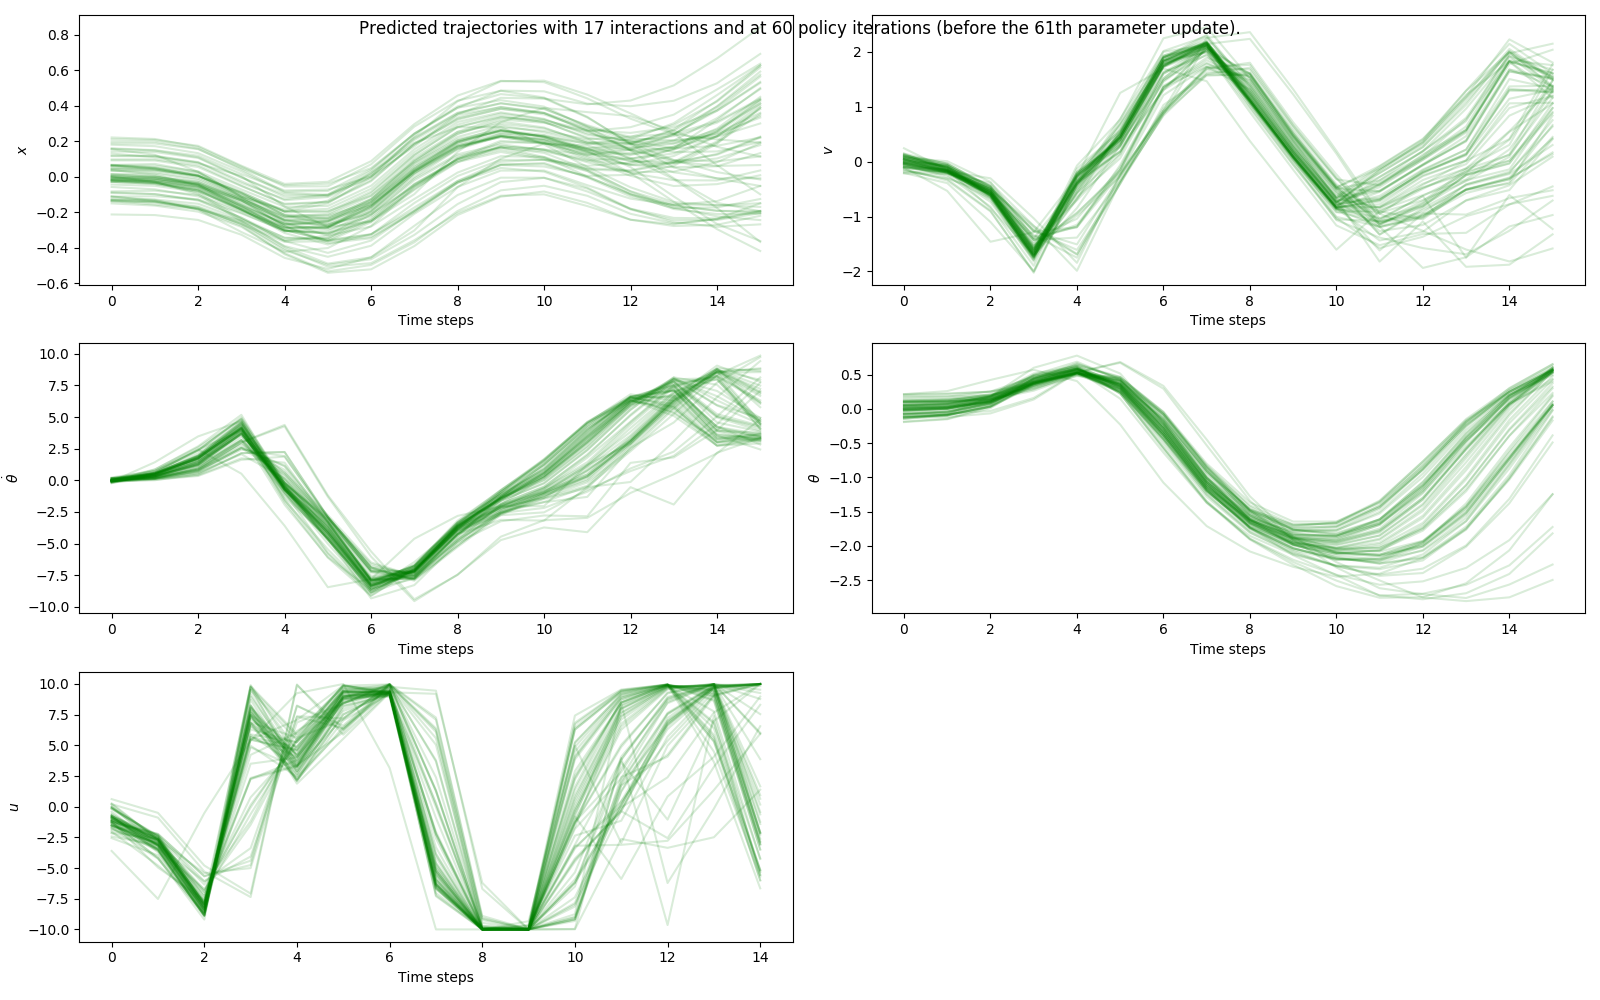 Predicted trajectories with 17 interactions and at 60 policy iterations (before the 61th parameter update).
0.8
0.6
0.4
0.2
0.0
−0.2
−0.4
−0.6
x
0 2 4 6 8 10 12 14
Time steps
2
1
0
−1
−2
v
0 2 4 6 8 10 12 14
Time steps
10.0
7.5
5.0
2.5
0.0
−2.5
−5.0
−7.5
−10.0
θ̇
0 2 4 6 8 10 12 14
Time steps
0.5
0.0
−0.5
−1.0
−1.5
−2.0
−2.5
θ
0 2 4 6 8 10 12 14
Time steps
10.0
7.5
5.0
2.5
0.0
−2.5
−5.0
−7.5
−10.0
u
0 2 4 6 8 10 12 14
Time steps